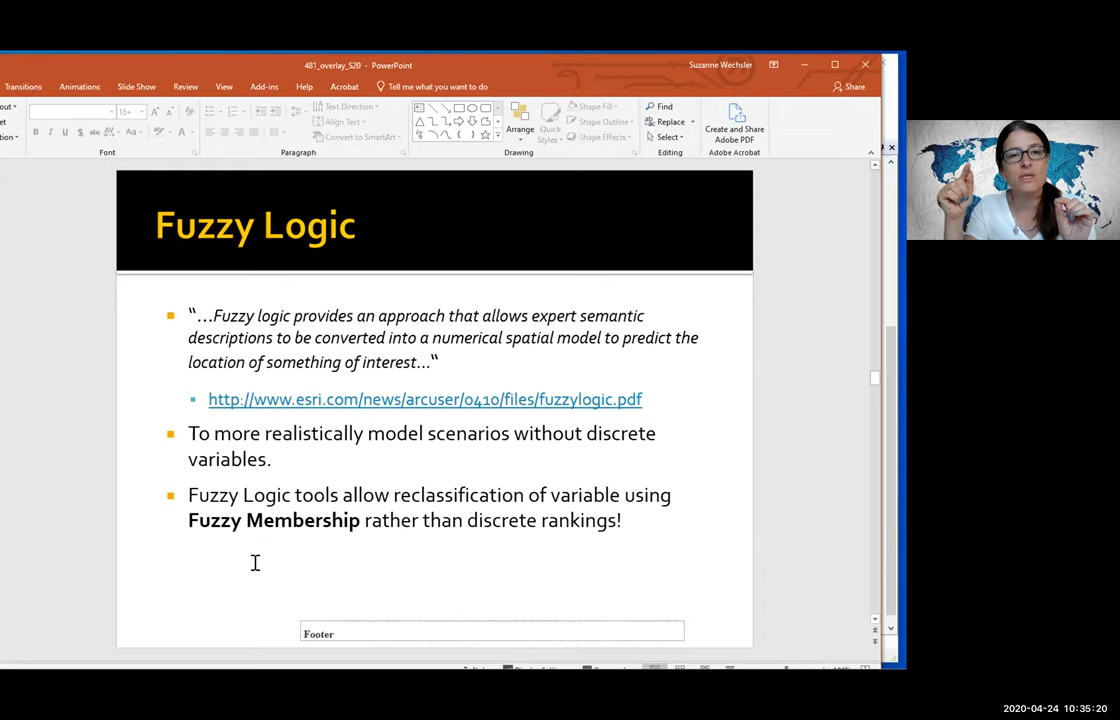 481_overlay_S20 - PowerPoint
Suzanne Wechsler
Transitions Animations Slide Show Review View Add-ins Help Acrobat Tell me what you want to do Share
Text Direction
Align Text
Convert to SmartArt
Arrange
Quick Styles
Shape Fill
Shape Outline
Shape Effects
Find
Replace
Select
Create and Share
Adobe PDF
Font Paragraph Drawing Editing Adobe Acrobat
Fuzzy Logic
“…Fuzzy logic provides an approach that allows expert semantic
descriptions to be converted into a numerical spatial model to predict the
location of something of interest…“
http://www.esri.com/news/arcuser/0410/files/fuzzylogic.pdf
To more realistically model scenarios without discrete
variables.
Fuzzy Logic tools allow reclassification of variable using
Fuzzy Membership rather than discrete rankings!
Footer
2020-04-24 10:35:20